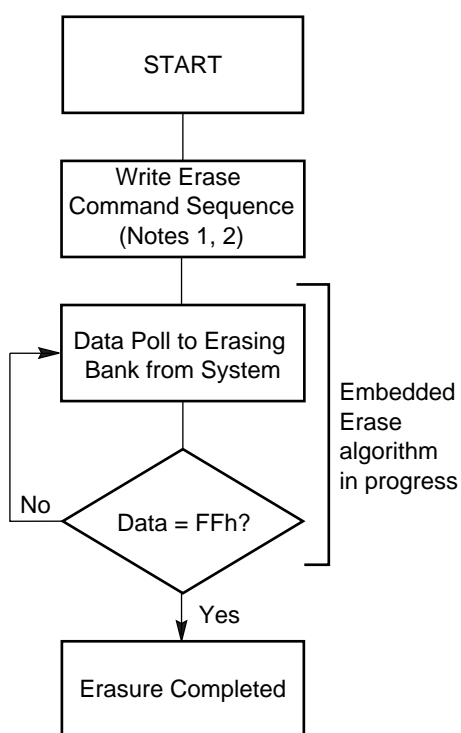 START
Write Erase
Command Sequence
(Notes 1, 2)
Data Poll to Erasing
Bank from System
Embedded
Erase
algorithm
in progress
No
Data = FFh?
Yes
Erasure Completed